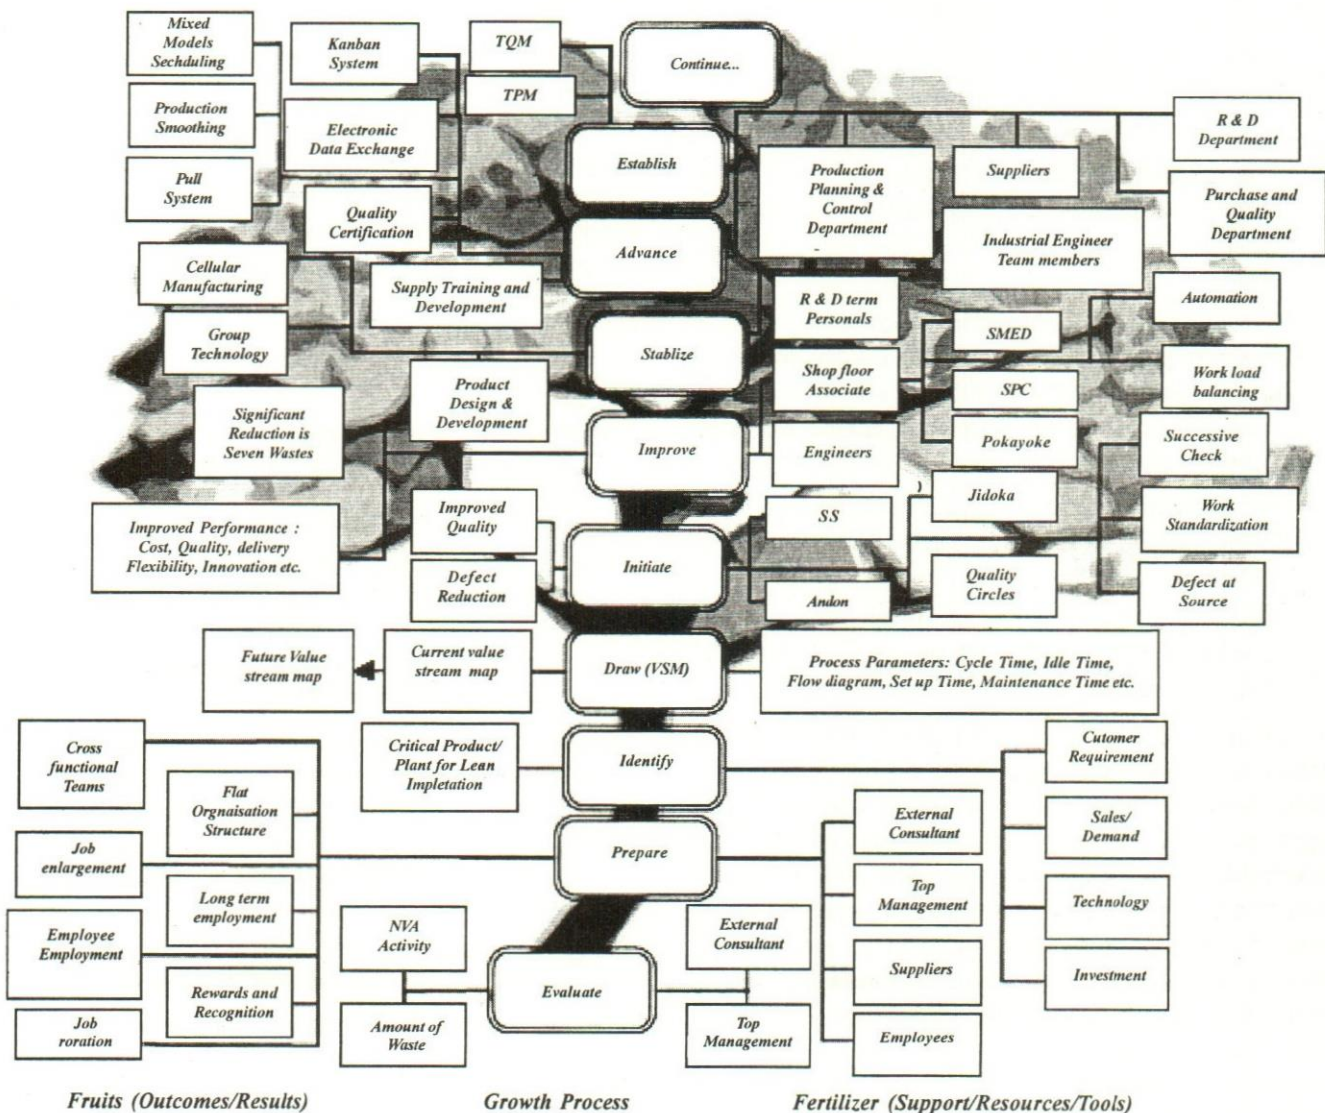 Mixed
Models
Sechduling
Kanban
System
TQM
TPM
Continue...
Production
Smoothing
Electronic
Data Exchange
Establish
R & D
Department
Production
Planning &
Control
Department
Suppliers
Pull
System
Quality
Certification
Purchase and
Quality
Department
Advance
Industrial Engineer
Team members
Cellular
Manufacturing
Supply Training and
Development
R & D term
Personals
Automation
Group
Technology
Stablize
SMED
Shop floor
Associate
Work load
balancing
Product
Design &
Development
SPC
Significant
Reduction is
Seven Wastes
Improve
Engineers
Pokayoke
Successive
Check
Improved Performance :
Cost, Quality, delivery
Flexibility, Innovation etc.
Improved
Quality
S.S
Jidoka
Work
Standardization
Defect
Reduction
Initiate
Andon
Quality
Circles
Defect at
Source
Future Value
stream map
Current value
stream map
Draw (VSM)
Process Parameters: Cycle Time, Idle Time,
Flow diagram, Set up Time, Maintenance Time etc.
Cross
functional
Teams
Critical Product/
Plant for Lean
Impletation
Identify
Cutomer
Requirement
Flat
Orgnaisation
Structure
External
Consultant
Sales/
Demand
Job
enlargement
Prepare
Long term
employment
Top
Management
Technology
Employee
Employment
NVA
Activity
External
Consultant
Suppliers
Investment
Rewards and
Recognition
Evaluate
Job
roration
Amount of
Waste
Top
Management
Employees
Fruits (Outcomes/Results)
Growth Process
Fertilizer (Support/Resources/Tools)